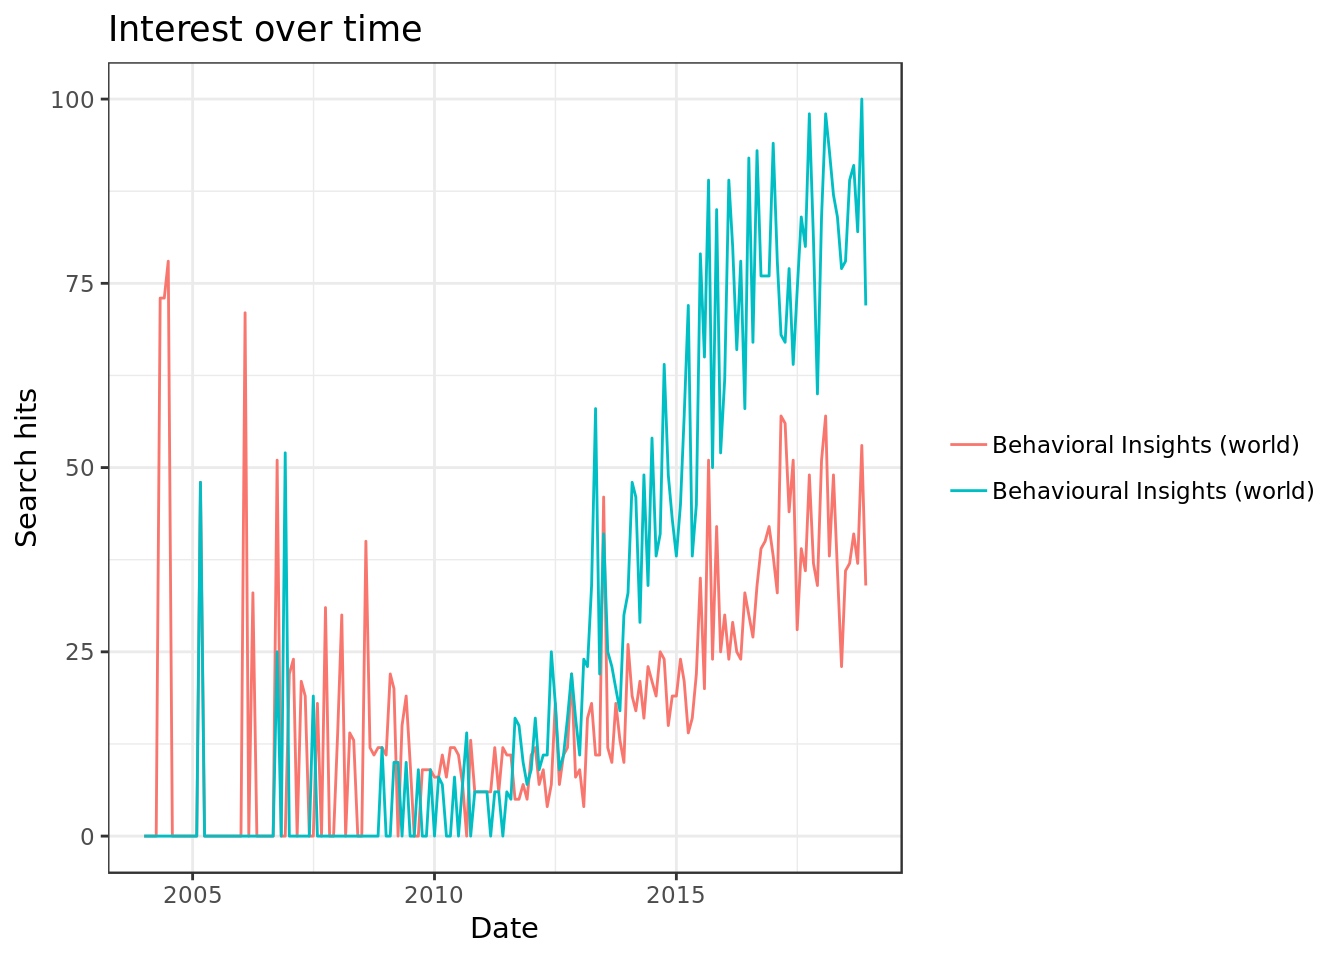 Interest over time
100
75
50
25
0
Search hits
2005 2010 2015
Date
Behavioral Insights (world)
Behavioural Insights (world)